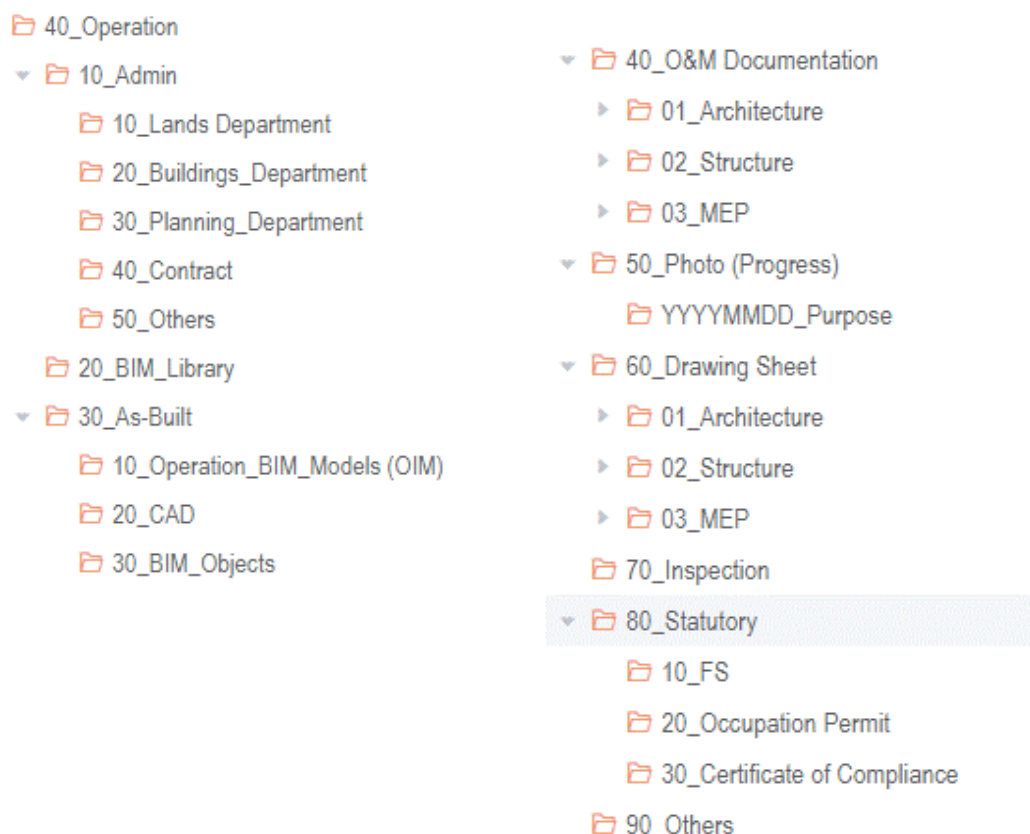 40_Operation
10_Admin
10_Lands Department
20_Buildings_Department
30_Planning_Department
40_Contract
50_Others
20_BIM_Library
30_As-Built
10_Operation_BIM_Models (OIM)
20_CAD
30_BIM_Objects
40_O&M Documentation
01_Architecture
02_Structure
03_MEP
50_Photo (Progress)
YYYYMMDD_Purpose
60_Drawing Sheet
01_Architecture
02_Structure
03_MEP
70_Inspection
80_Statutory
10_FS
20_Occupation Permit
30_Certificate of Compliance
90_Others